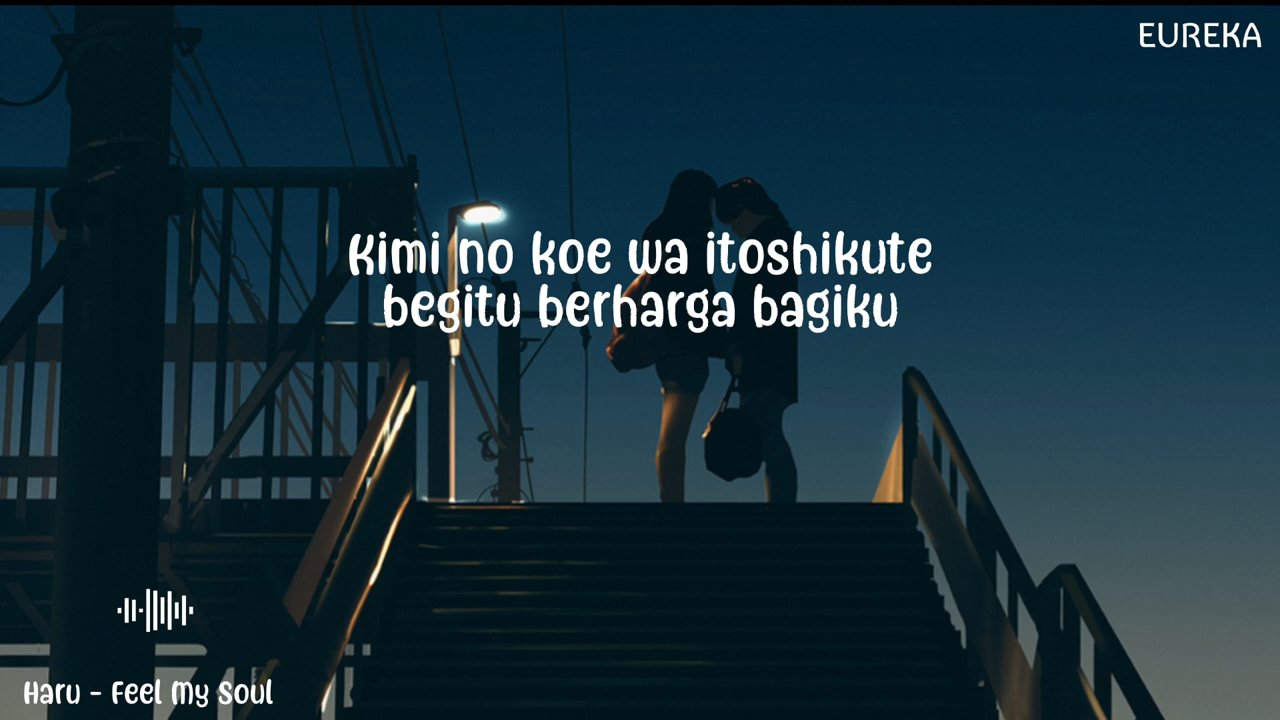 EUREKA
Kimi no koe wa itoshikute
begitu berharga bagiku
Haru - Feel My Soul